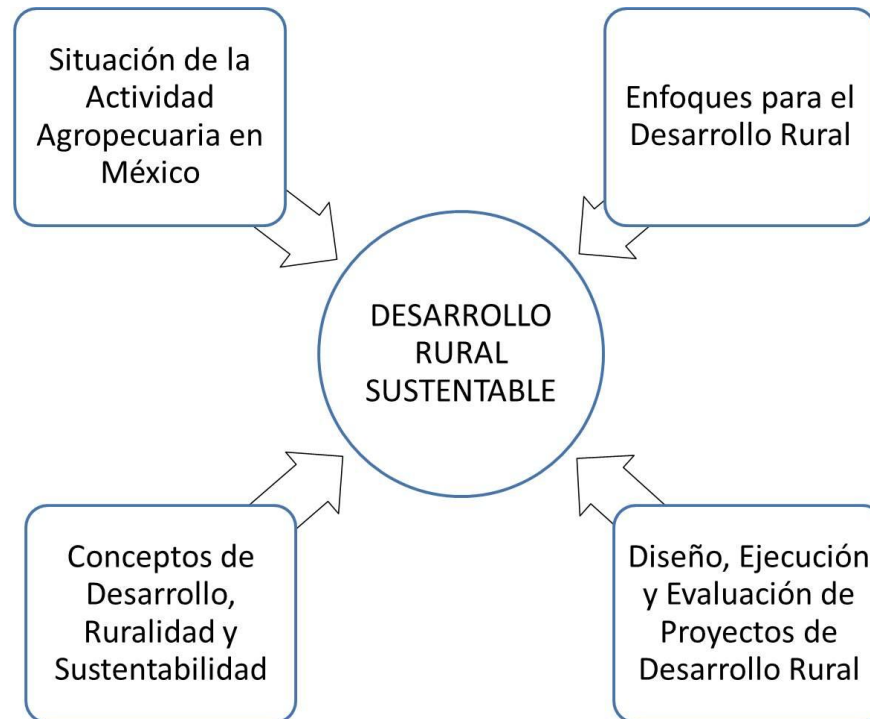 Situación de la
Actividad
Agropecuaria en
México
Enfoques para el
Desarrollo Rural
DESARROLLO
RURAL
SUSTENTABLE
Conceptos de
Desarrollo,
Ruralidad y
Sustentabilidad
Diseño, Ejecución
y Evaluación de
Proyectos de
Desarrollo Rural